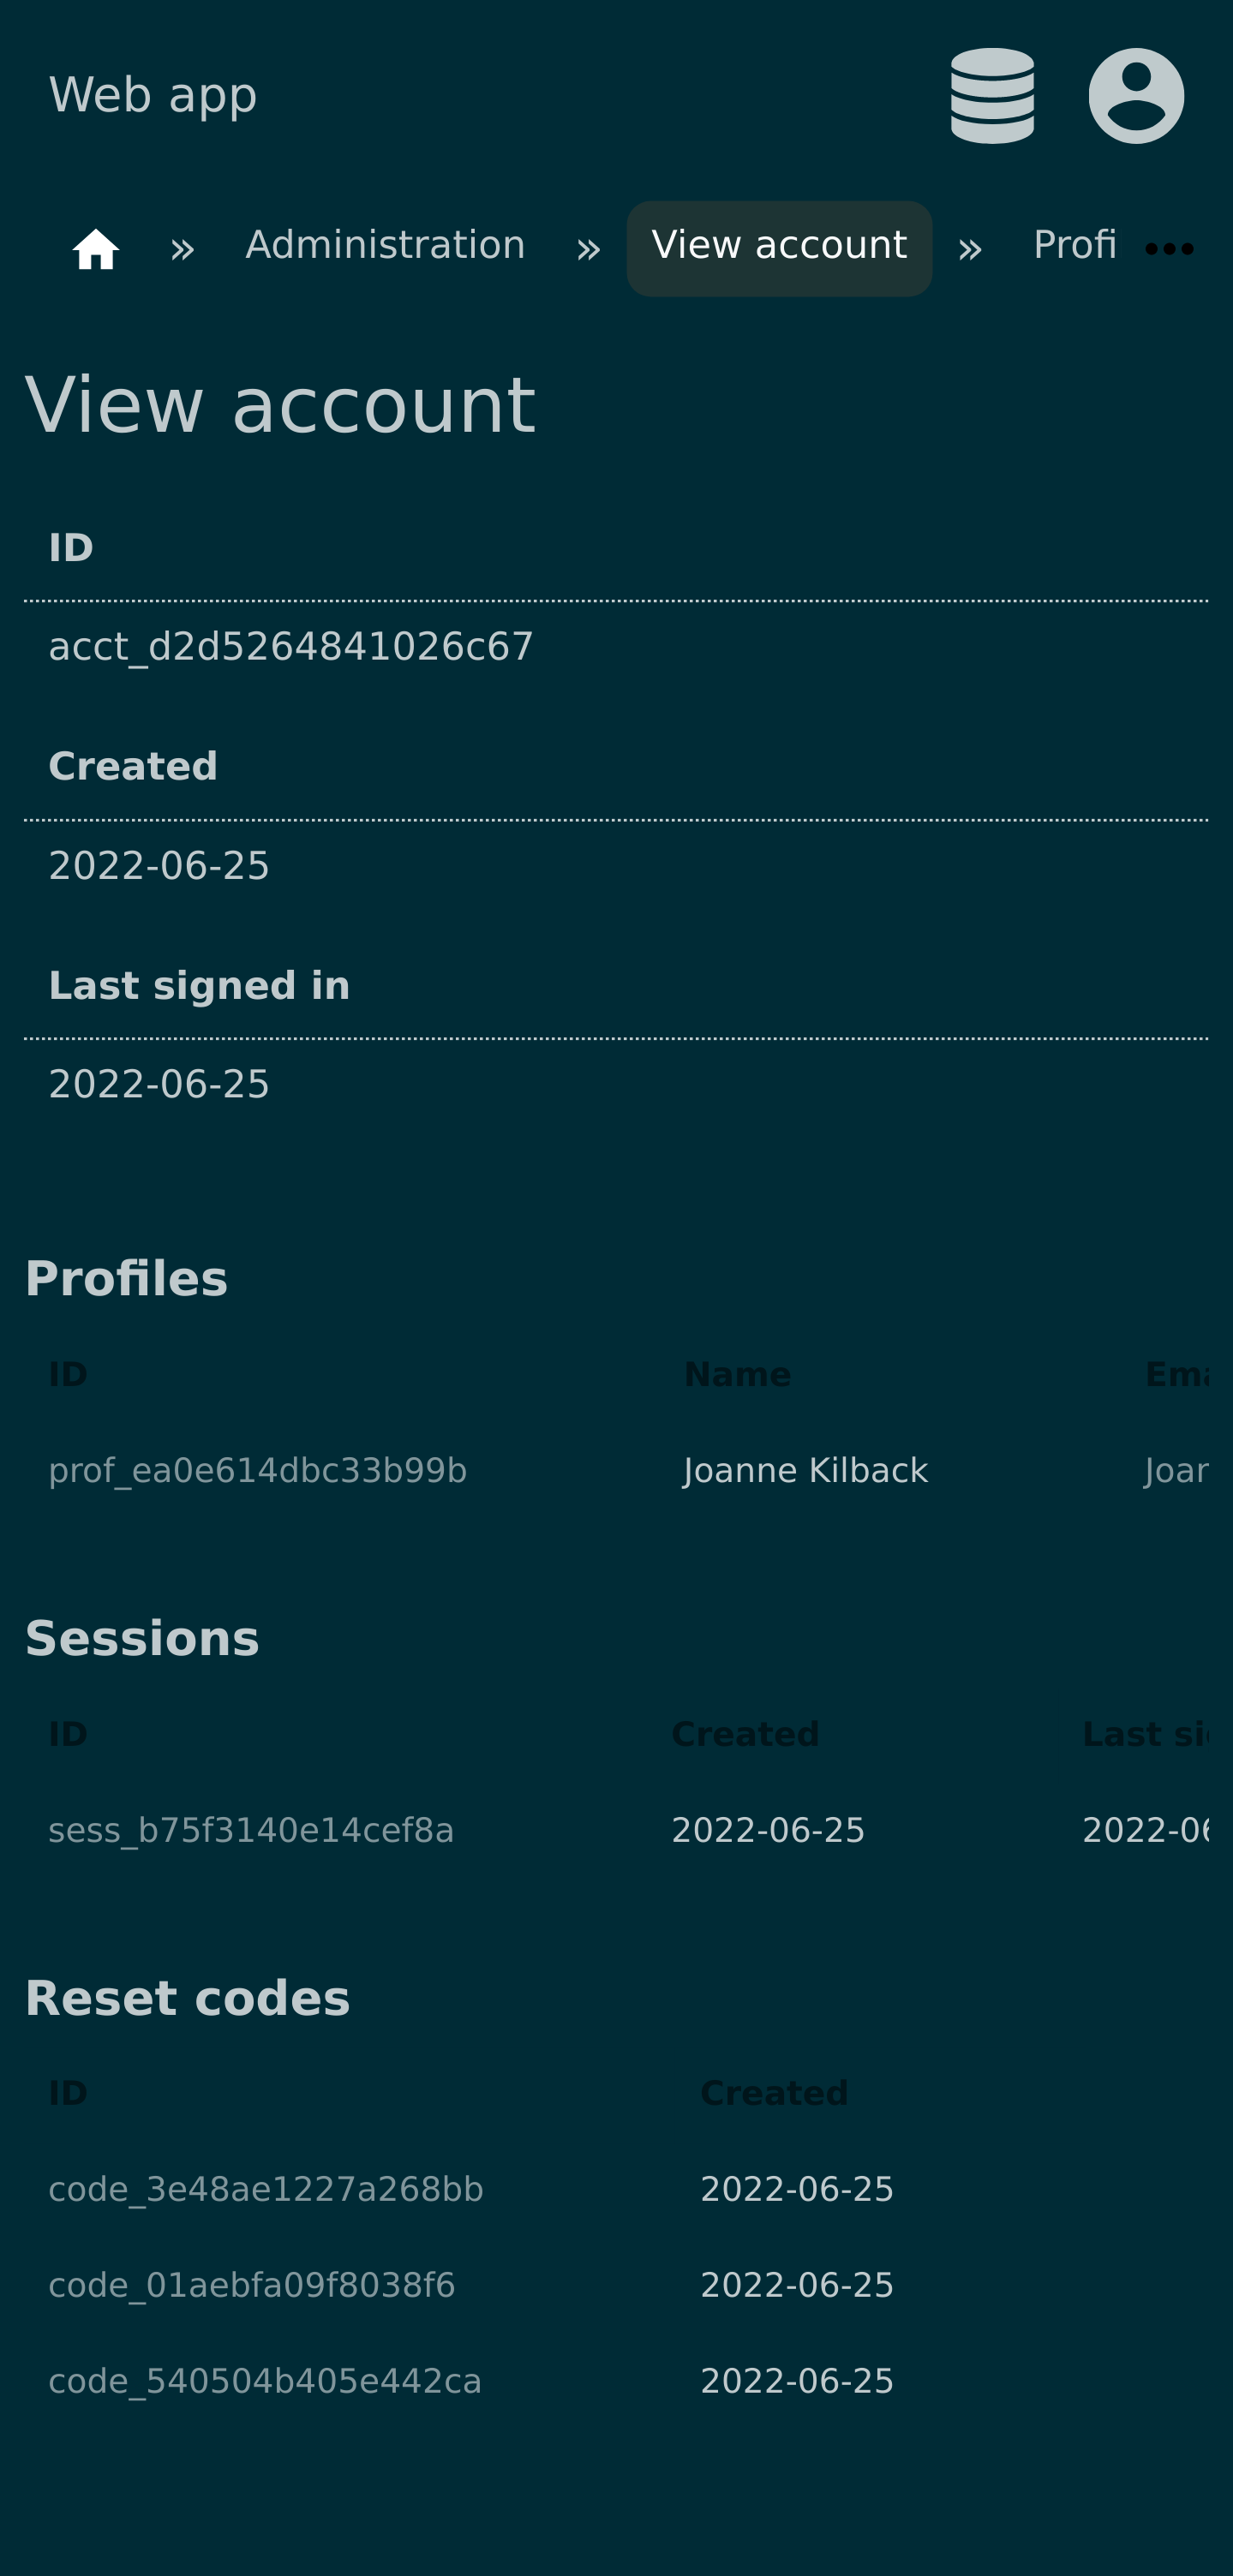 Web app
» Administration » View account » Profi •••
View account
ID
acct_d2d5264841026c67
Created
2022-06-25
Last signed in
2022-06-25
Profiles
ID Name Ema
prof_ea0e614dbc33b99b Joanne Kilback Joan
Sessions
ID Created Last si
sess_b75f3140e14cef8a 2022-06-25 2022-06
Reset codes
ID Created
code_3e48ae1227a268bb 2022-06-25
code_01aebfa09f8038f6 2022-06-25
code_540504b405e442ca 2022-06-25